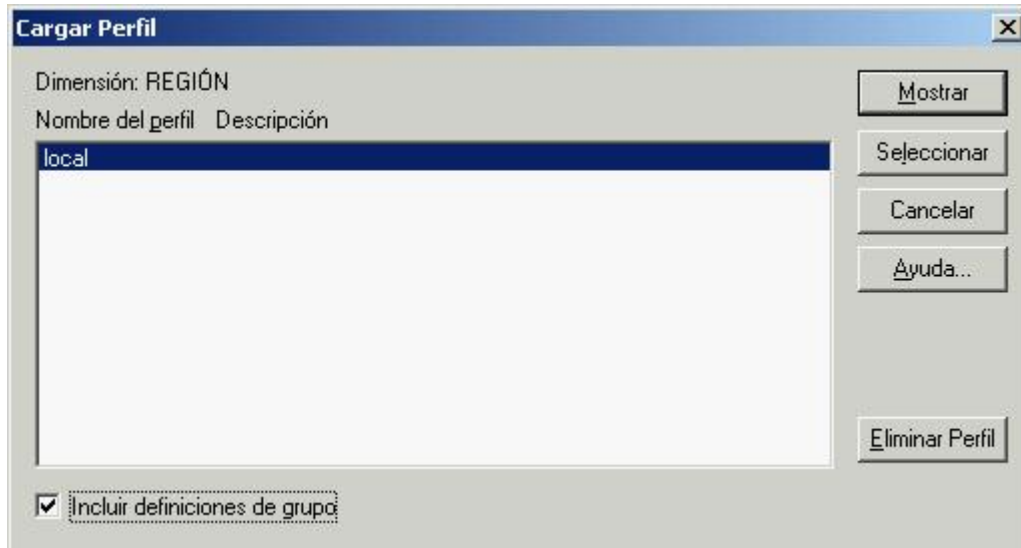 Cargar Perfil
Dimensión: REGIÓN
Nombre del perfil Descripción
local
Mostrar
Seleccionar
Cancelar
Ayuda...
Eliminar Perfil
Incluir definiciones de grupo